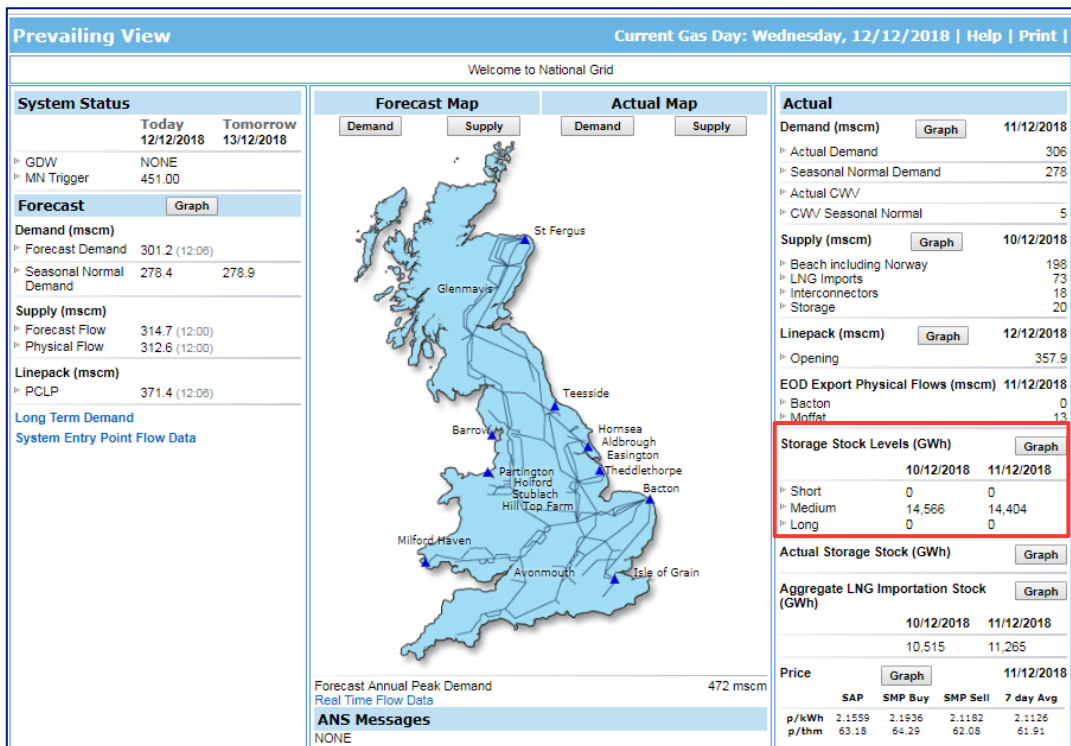 Prevailing View
Current Gas Day: Wednesday, 12/12/2018 | Help | Print |
Welcome to National Grid
System Status
Today Tomorrow
12/12/2018 13/12/2018
GDW NONE
MN Trigger 451.00
Forecast Graph
Demand (mscm)
Forecast Demand 301.2 (12:06)
Seasonal Normal 278.4 278.9
Demand
Supply (mscm)
Forecast Flow 314.7 (12:00)
Physical Flow 312.6 (12:00)
Linepack (mscm)
PCLP 371.4 (12:06)
Long Term Demand
System Entry Point Flow Data
Forecast Map Actual Map
Demand Supply Demand Supply
St Fergus
Glenmavis
Teesside
Barrow
Hornsea
Aldbrough
Easington
Theddlethorpe
Partington
Holford
Stublach
Hill Top Farm
Bacton
Milford Haven
Avonmouth
Isle of Grain
Forecast Annual Peak Demand 472 mscm
Real Time Flow Data
ANS Messages
NONE
Actual
Demand (mscm) Graph 11/12/2018
Actual Demand 306
Seasonal Normal Demand 278
Actual CWV
CWV Seasonal Normal 5
Supply (mscm) Graph 10/12/2018
Beach including Norway 198
LNG Imports 73
Interconnectors 18
Storage 20
Linepack (mscm) Graph 12/12/2018
Opening 357.9
EOD Export Physical Flows (mscm) 11/12/2018
Bacton 0
Moffat 13
Storage Stock Levels (GWh) Graph
10/12/2018 11/12/2018
Short 0 0
Medium 14,566 14,404
Long 0 0
Actual Storage Stock (GWh) Graph
Aggregate LNG Importation Stock Graph
(GWh)
10/12/2018 11/12/2018
10,515 11,265
Price Graph 11/12/2018
SAP SMP Buy SMP Sell 7 day Avg
p/kWh 2.1559 2.1936 2.1182 2.1126
p/thm 63.18 64.29 62.08 61.91